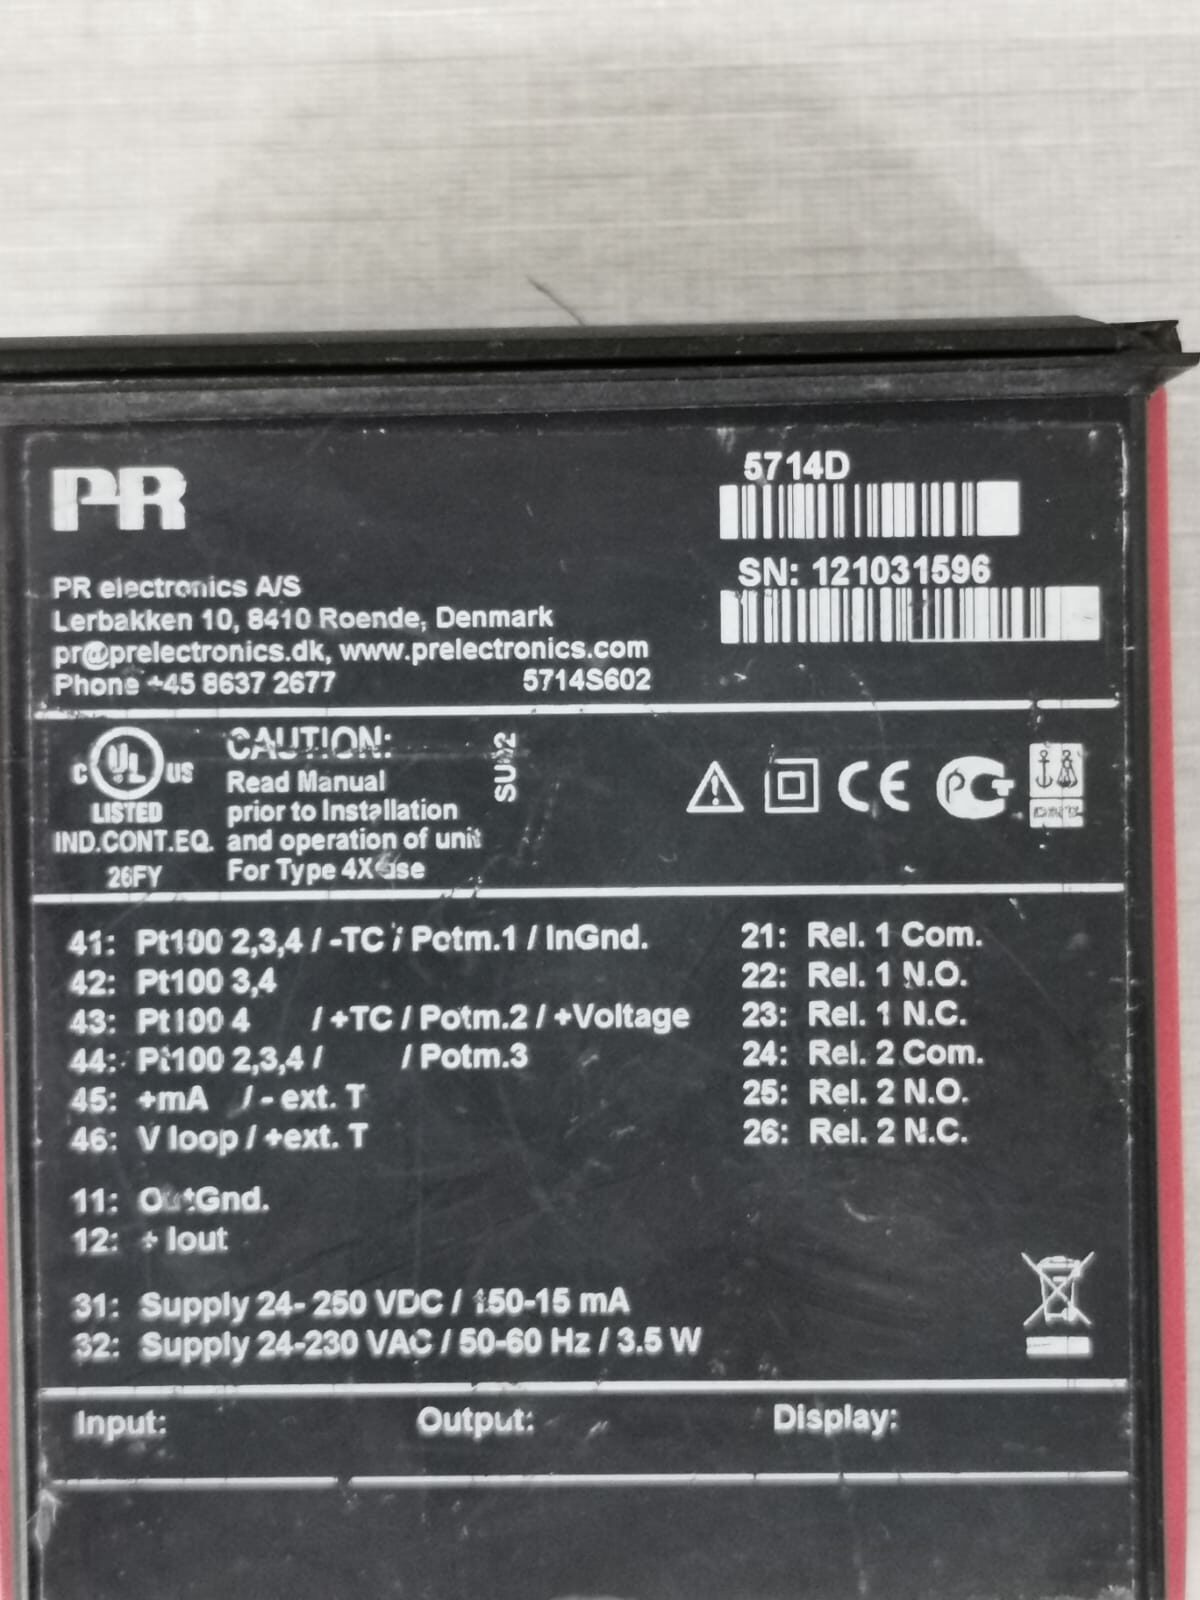 PR
5714D
SN: 121031596
PR electronics A/S
Lerbakken 10, 8410 Roende, Denmark
pr@prelectronics.dk, www.prelectronics.com
Phone +45 8637 2677
5714S602
C UL US
LISTED
IND.CONT.EQ.
26FY
CAUTION:
Read Manual
prior to Installation
and operation of unit
For Type 4X use
CE
DNV
41: Pt100 2,3,4 / -TC / Potm.1 / InGnd.
42: Pt100 3,4
43: Pt100 4 / +TC / Potm.2 / +Voltage
44: Pt100 2,3,4 / / Potm.3
45: +mA / - ext. T
46: V loop / +ext. T
21: Rel. 1 Com.
22: Rel. 1 N.O.
23: Rel. 1 N.C.
24: Rel. 2 Com.
25: Rel. 2 N.O.
26: Rel. 2 N.C.
11: OutGnd.
12: + Iout
31: Supply 24- 250 VDC / 150-15 mA
32: Supply 24-230 VAC / 50-60 Hz / 3.5 W
Input:
Output:
Display: